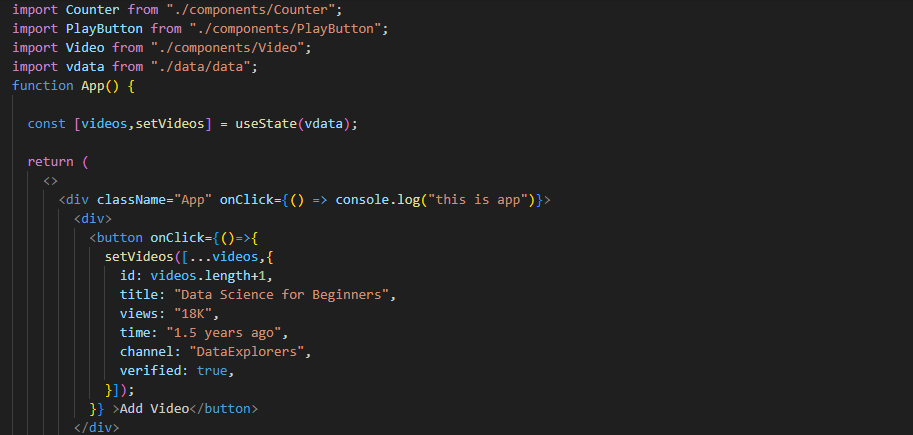 import Counter from "./components/Counter";
import PlayButton from "./components/PlayButton";
import Video from "./components/Video";
import vdata from "./data/data";
function App() {
const [videos,setVideos] = useState(vdata);
return (
<>
<div className="App" onClick={() => console.log("this is app")}>
<div>
<button onClick={()=>{
setVideos([...videos,{
id: videos.length+1,
title: "Data Science for Beginners",
views: "18K",
time: "1.5 years ago",
channel: "DataExplorers",
verified: true,
}]);
}} >Add Video</button>
</div>